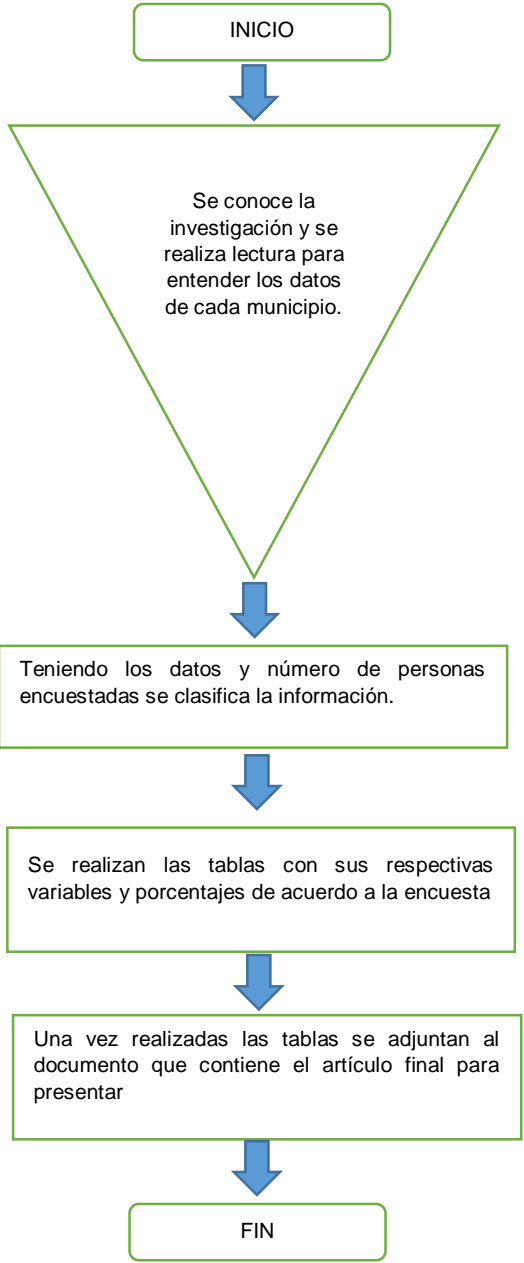 INICIO
Se conoce la
investigación y se
realiza lectura para
entender los datos
de cada municipio.
Teniendo los datos y número de personas
encuestadas se clasifica la información.
Se realizan las tablas con sus respectivas
variables y porcentajes de acuerdo a la encuesta
Una vez realizadas las tablas se adjuntan al
documento que contiene el artículo final para
presentar
FIN